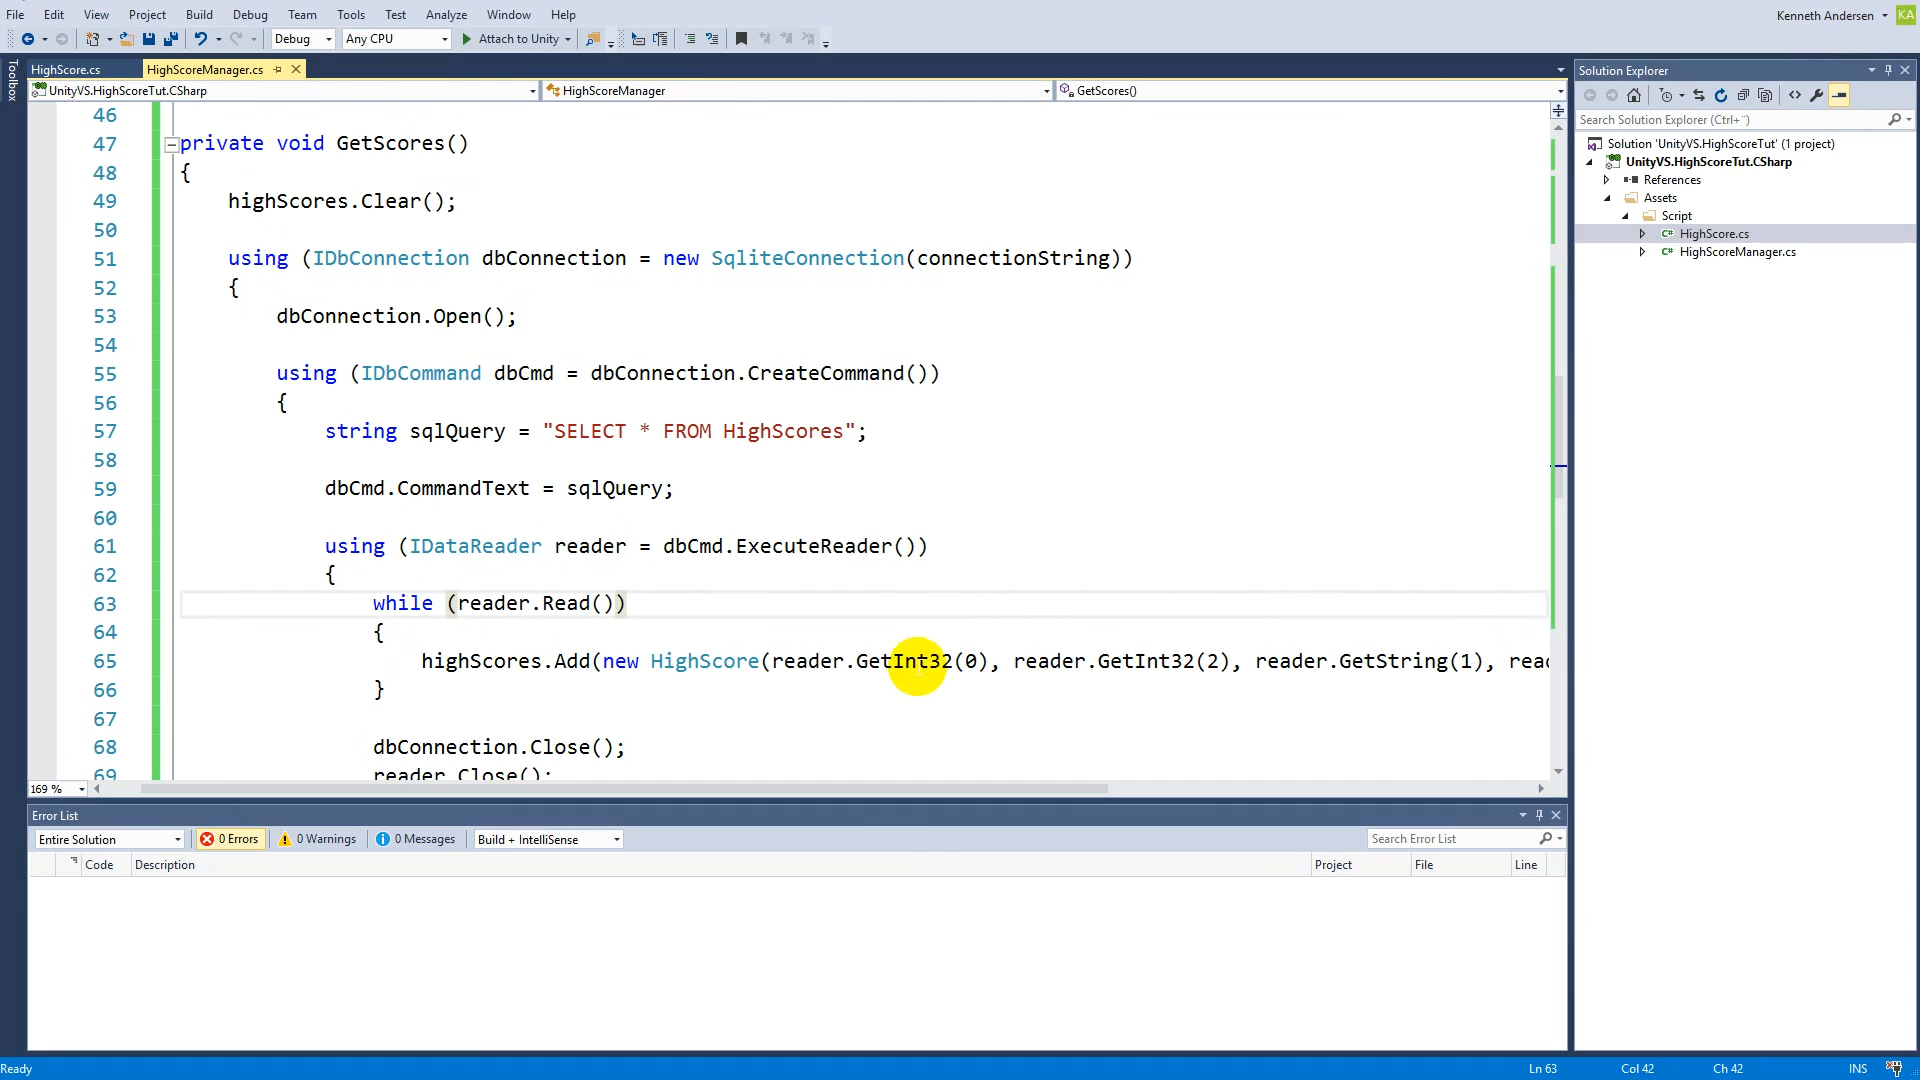 File Edit View Project Build Debug Team Tools Test Analyze Window Help
Kenneth Andersen KA
Debug Any CPU Attach to Unity
Toolbox
HighScore.cs HighScoreManager.cs
UnityVS.HighScoreTut.CSharp HighScoreManager GetScores()
46
47 private void GetScores()
48 {
49 highScores.Clear();
50
51 using (IDbConnection dbConnection = new SqliteConnection(connectionString))
52 {
53 dbConnection.Open();
54
55 using (IDbCommand dbCmd = dbConnection.CreateCommand())
56 {
57 string sqlQuery = "SELECT * FROM HighScores";
58
59 dbCmd.CommandText = sqlQuery;
60
61 using (IDataReader reader = dbCmd.ExecuteReader())
62 {
63 while (reader.Read())
64 {
65 highScores.Add(new HighScore(reader.GetInt32(0), reader.GetInt32(2), reader.GetString(1), read
66 }
67
68 dbConnection.Close();
69 reader.Close();
169 %
Solution Explorer
Search Solution Explorer (Ctrl+¨)
Solution 'UnityVS.HighScoreTut' (1 project)
UnityVS.HighScoreTut.CSharp
References
Assets
Script
C# HighScore.cs
C# HighScoreManager.cs
Error List
Entire Solution 0 Errors 0 Warnings 0 Messages Build + IntelliSense Search Error List
Code Description Project File Line
Ready Ln 63 Col 42 Ch 42 INS